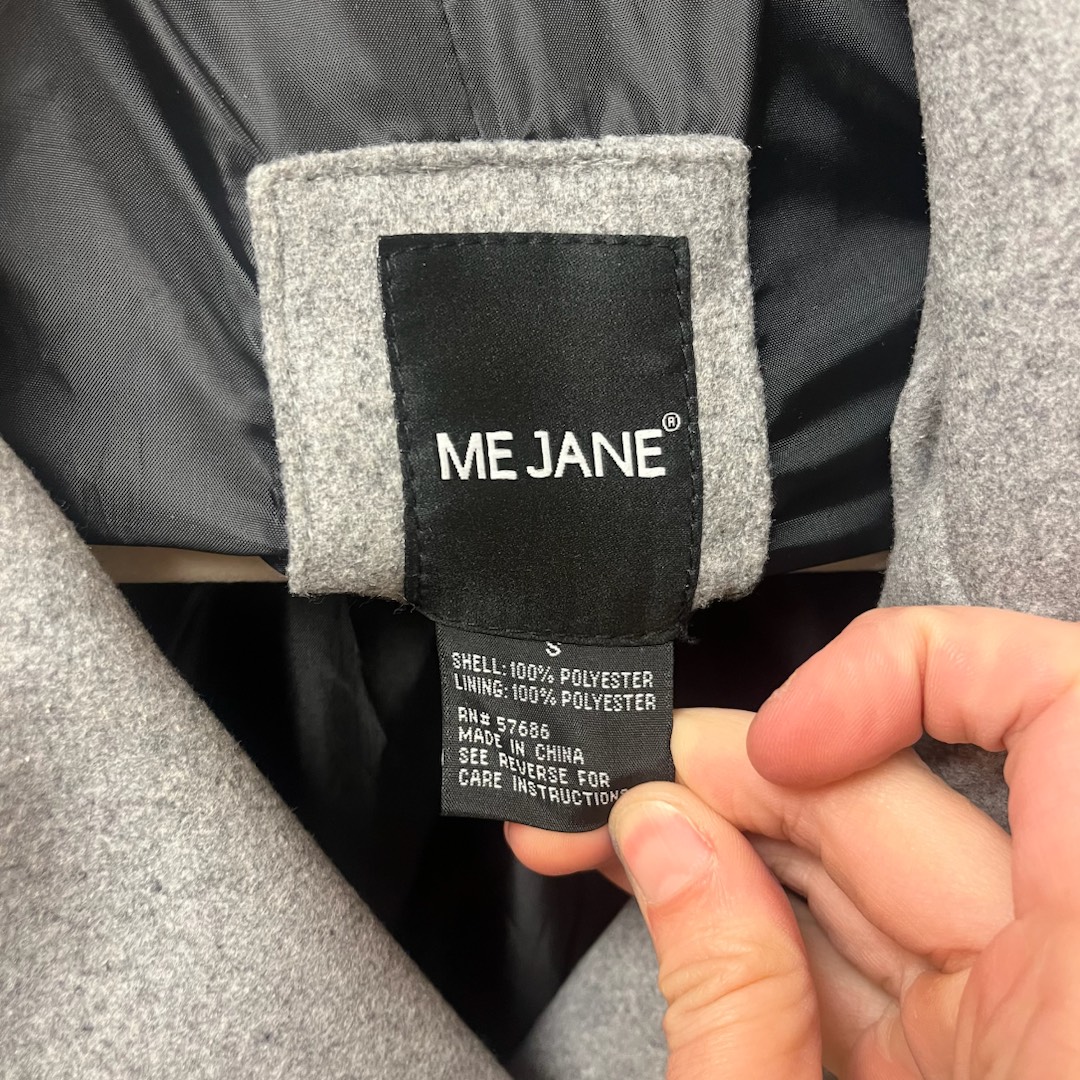 ME JANE®
S
SHELL: 100% POLYESTER
LINING: 100% POLYESTER
RN# 57686
MADE IN CHINA
SEE REVERSE FOR
CARE INSTRUCTIONS